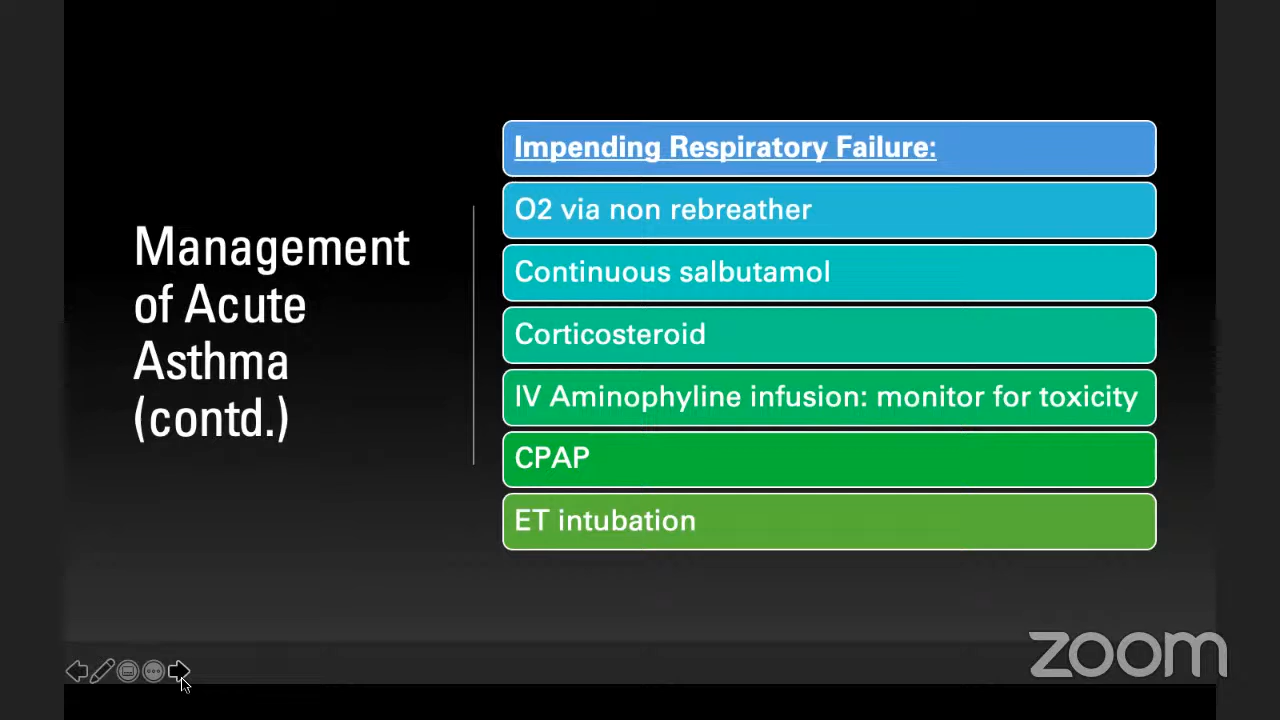 Management
of Acute
Asthma
(contd.)
Impending Respiratory Failure:
O2 via non rebreather
Continuous salbutamol
Corticosteroid
IV Aminophyline infusion: monitor for toxicity
CPAP
ET intubation
zoom